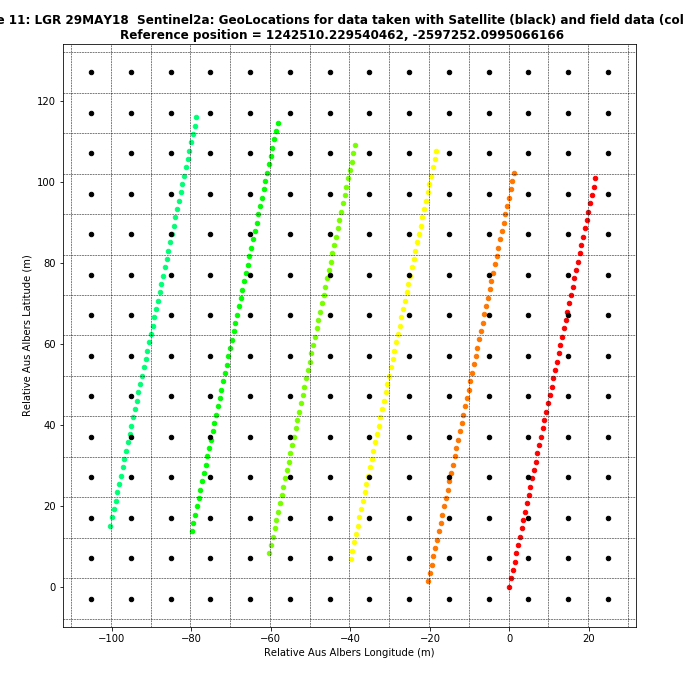 e 11: LGR 29MAY18 Sentinel2a: GeoLocations for data taken with Satellite (black) and field data (col
Reference position = 1242510.229540462, -2597252.0995066166
120
100
80
60
40
20
0
Relative Aus Albers Latitude (m)
−100 −80 −60 −40 −20 0 20
Relative Aus Albers Longitude (m)